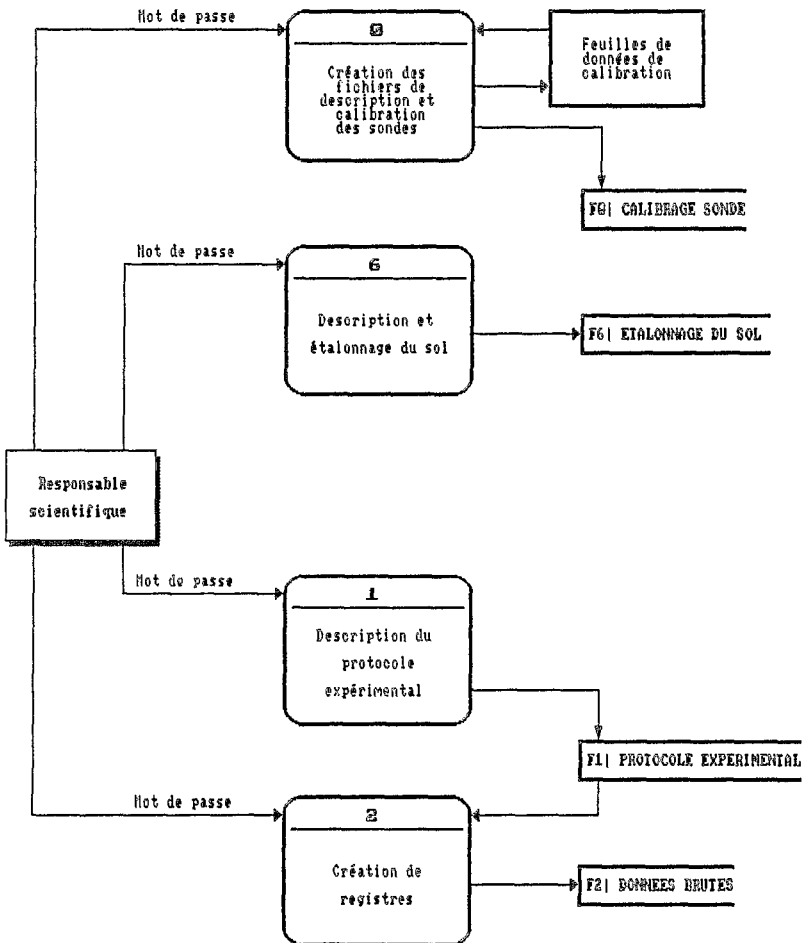 Mot de passe
0
Création des
fichiers de
description et
calibration
des sondes
Feuilles de
données de
calibration
F0| CALIBRAGE SONDE
Mot de passe
6
Description et
étalonnage du sol
F6| ETALONNAGE DU SOL
Responsable
scientifique
Mot de passe
1
Description du
protocole
expérimental
F1| PROTOCOLE EXPERIMENTAL
Mot de passe
2
Création de
registres
F2| DONNEES BRUTES